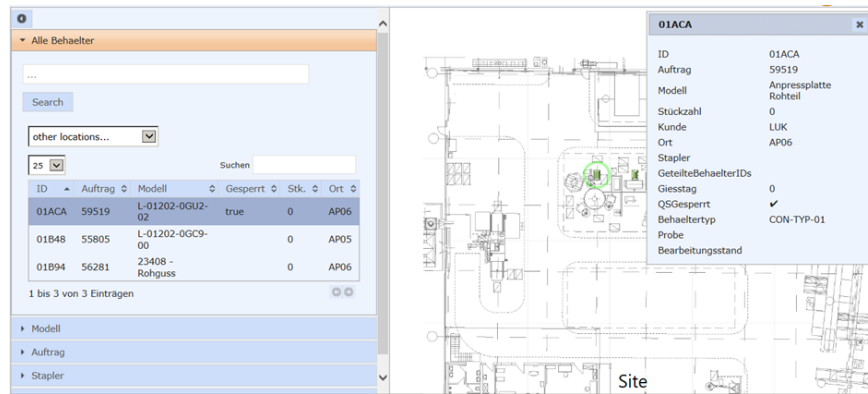 Alle Behaelter
...
Search
other locations...
25
Suchen
ID Auftrag Modell Gesperrt Stk. Ort
01ACA 59519 L-01202-0GU2-02 true 0 AP06
01B48 55805 L-01202-0GC9-00 0 AP05
01B94 56281 23408 - Rohguss 0 AP06
1 bis 3 von 3 Einträgen
Modell
Auftrag
Stapler
Site
01ACA
ID 01ACA
Auftrag 59519
Modell Anpressplatte Rohteil
Stückzahl 0
Kunde LUK
Ort AP06
Stapler
GeteilteBehaelterIDs
Giesstag 0
QSGesperrt ✔
Behaeltertyp CON-TYP-01
Probe
Bearbeitungsstand